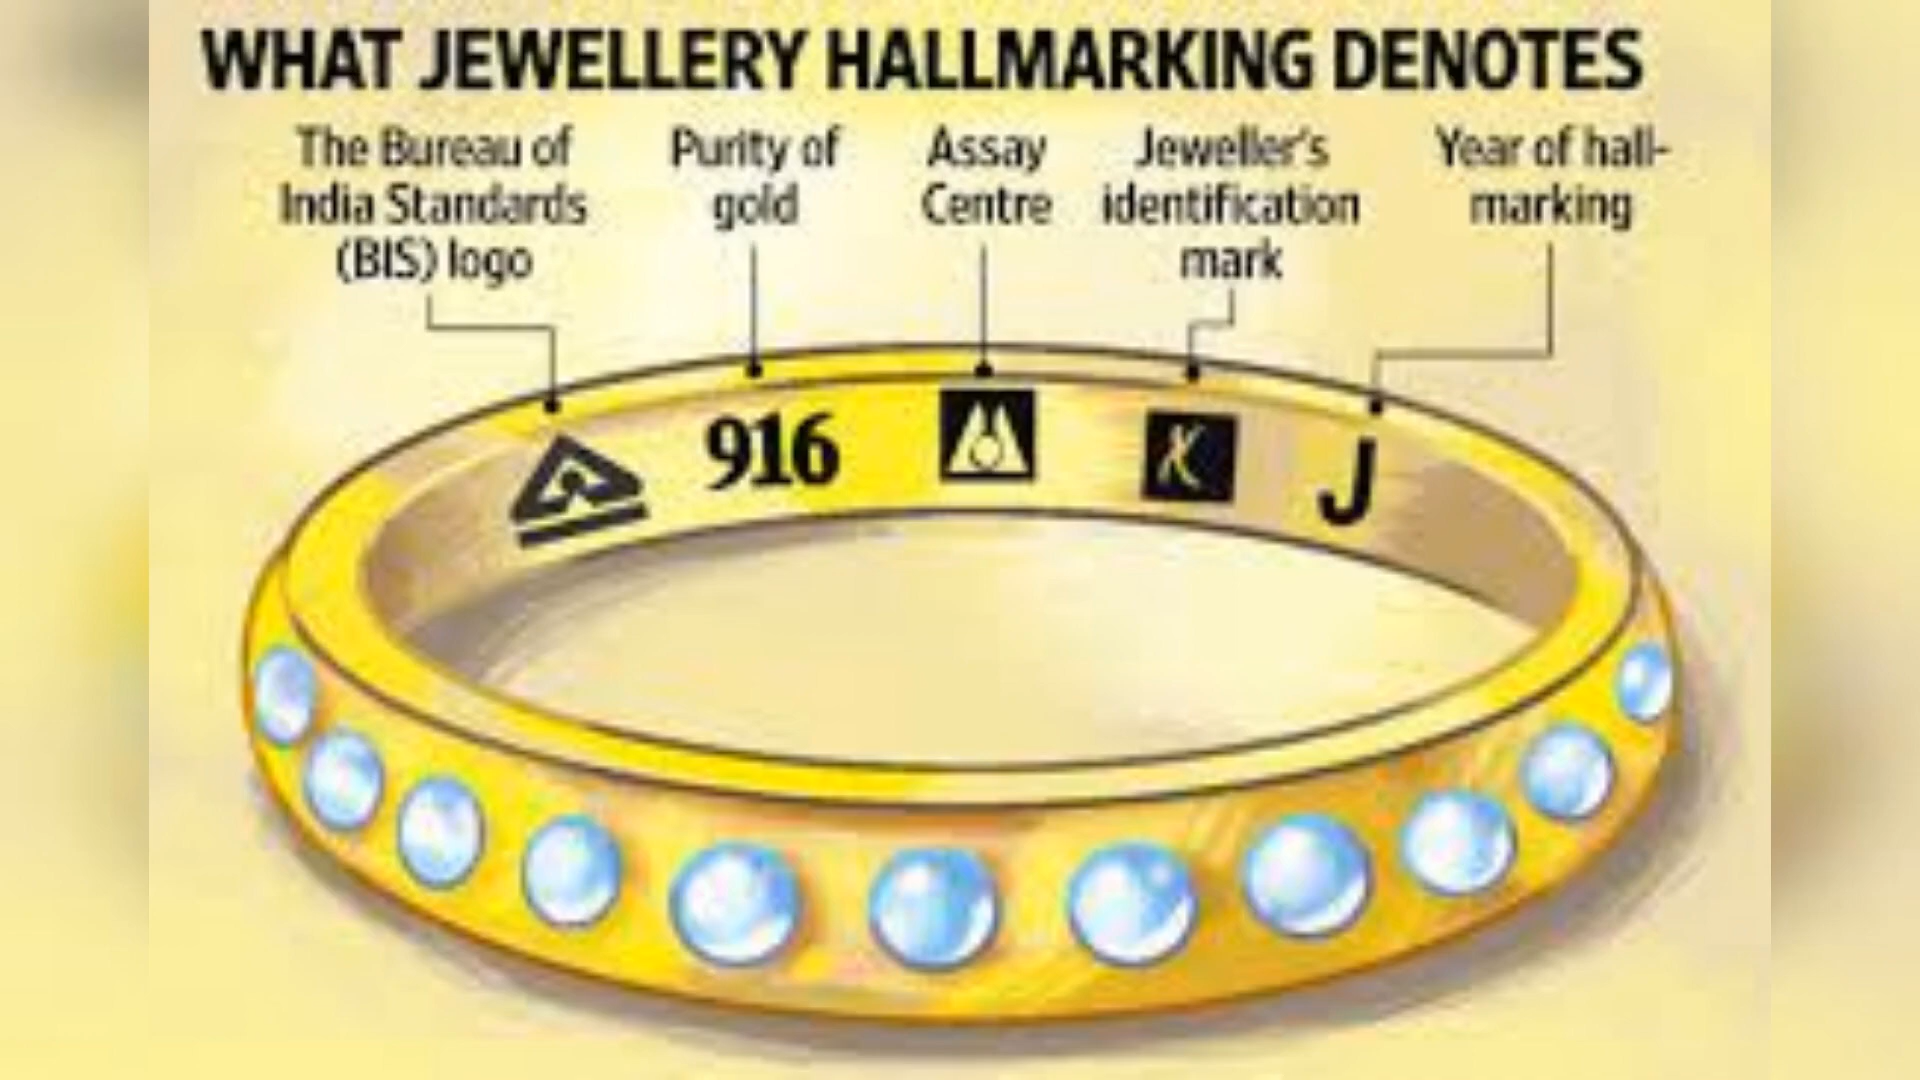 WHAT JEWELLERY HALLMARKING DENOTES
The Bureau of
India Standards
(BIS) logo
Purity of
gold
Assay
Centre
Jeweller's
identification
mark
Year of hall-
marking
916
K
J